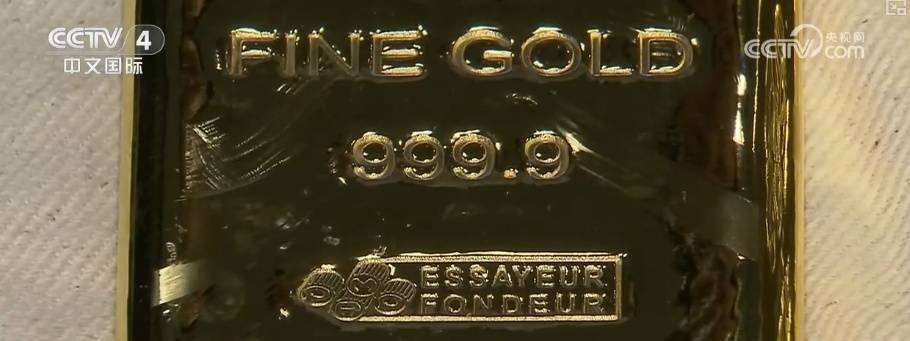 CCTV 4
中文国际
央视网
CCTV.com
FINE GOLD
999.9
ESSAYEUR
FONDEUR